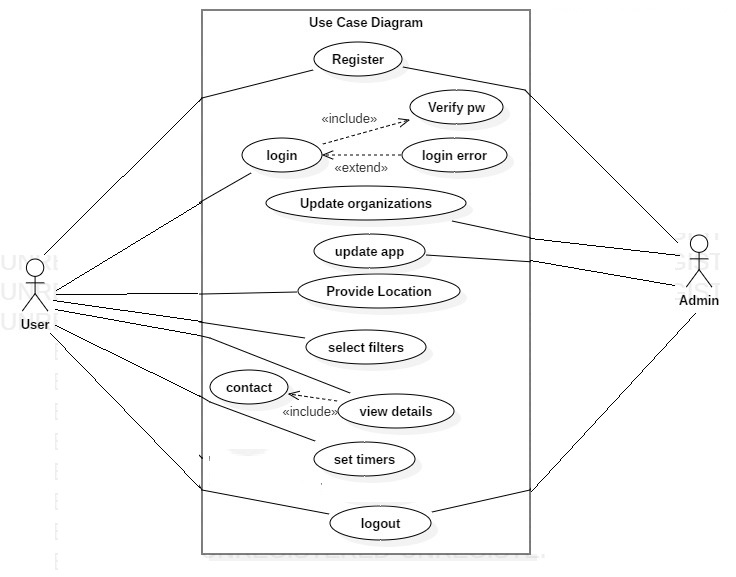 Use Case Diagram
Register
Verify pw
«include»
login
login error
«extend»
Update organizations
update app
Provide Location
User
Admin
select filters
contact
«include»
view details
set timers
logout